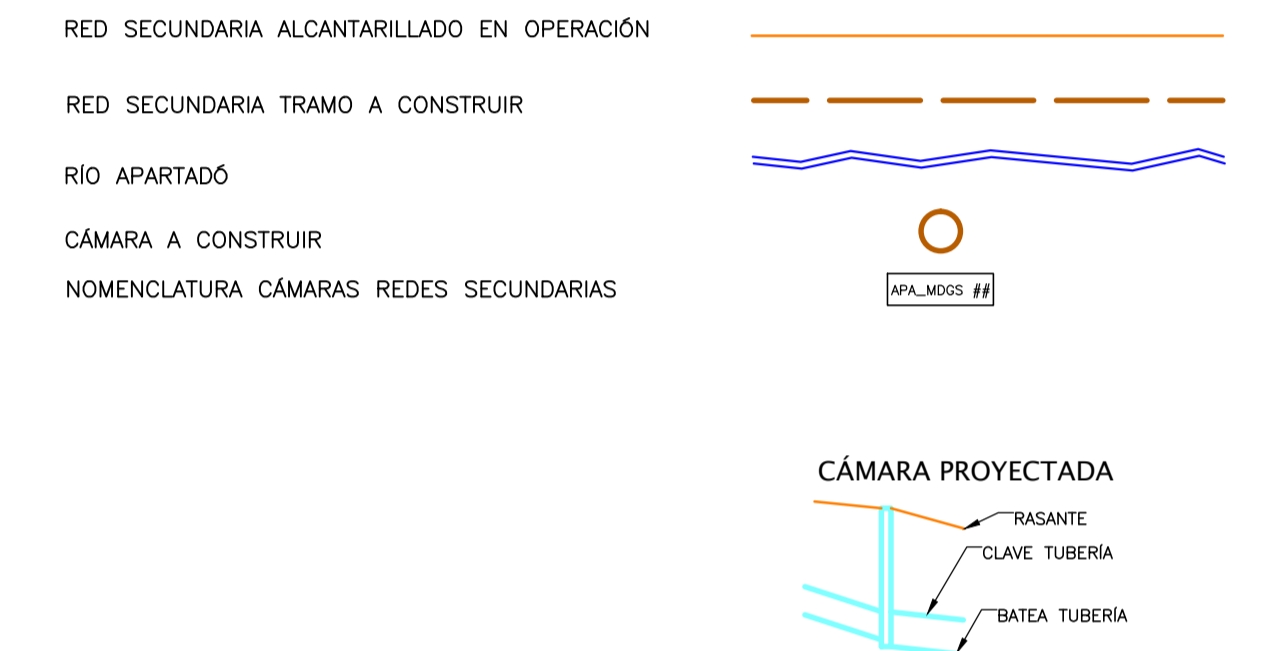 RED SECUNDARIA ALCANTARILLADO EN OPERACIÓN
RED SECUNDARIA TRAMO A CONSTRUIR
RÍO APARTADÓ
CÁMARA A CONSTRUIR
NOMENCLATURA CÁMARAS REDES SECUNDARIAS
APA_MDGS ##
CÁMARA PROYECTADA
RASANTE
CLAVE TUBERÍA
BATEA TUBERÍA